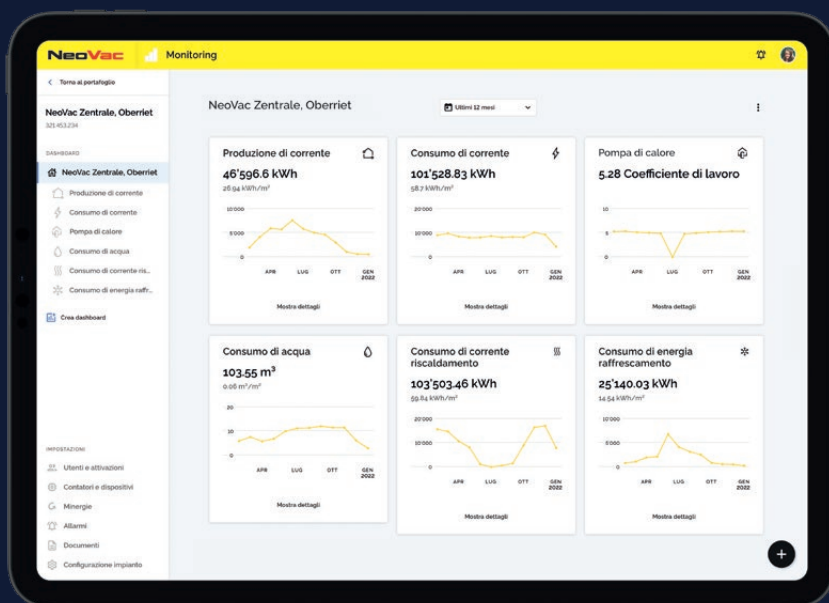 NeoVac Monitoring
Torna al portafoglio
NeoVac Zentrale, Oberriet
321.453.234
DASHBOARD
NeoVac Zentrale, Oberriet
Produzione di corrente
Consumo di corrente
Pompa di calore
Consumo di acqua
Consumo di corrente ris...
Consumo di energia raffr...
Crea dashboard
IMPOSTAZIONI
Utenti e attivazioni
Contatori e dispositivi
Minergie
Allarmi
Documenti
Configurazione impianto
NeoVac Zentrale, Oberriet
Ultimi 12 mesi
Produzione di corrente
46'596.6 kWh
26.94 kWh/m²
10'000
5'000
0
APR LUG OTT GEN
2022
Mostra dettagli
Consumo di corrente
101'528.83 kWh
58.7 kWh/m²
20'000
10'000
0
APR LUG OTT GEN
2022
Mostra dettagli
Pompa di calore
5.28 Coefficiente di lavoro
10
5
0
APR LUG OTT GEN
2022
Mostra dettagli
Consumo di acqua
103.55 m³
0.06 m³/m²
20
10
0
APR LUG OTT GEN
2022
Mostra dettagli
Consumo di corrente
riscaldamento
103'503.46 kWh
59.84 kWh/m²
20'000
10'000
0
APR LUG OTT GEN
2022
Mostra dettagli
Consumo di energia
raffrescamento
25'140.03 kWh
14.54 kWh/m²
10'000
5'000
0
APR LUG OTT GEN
2022
Mostra dettagli